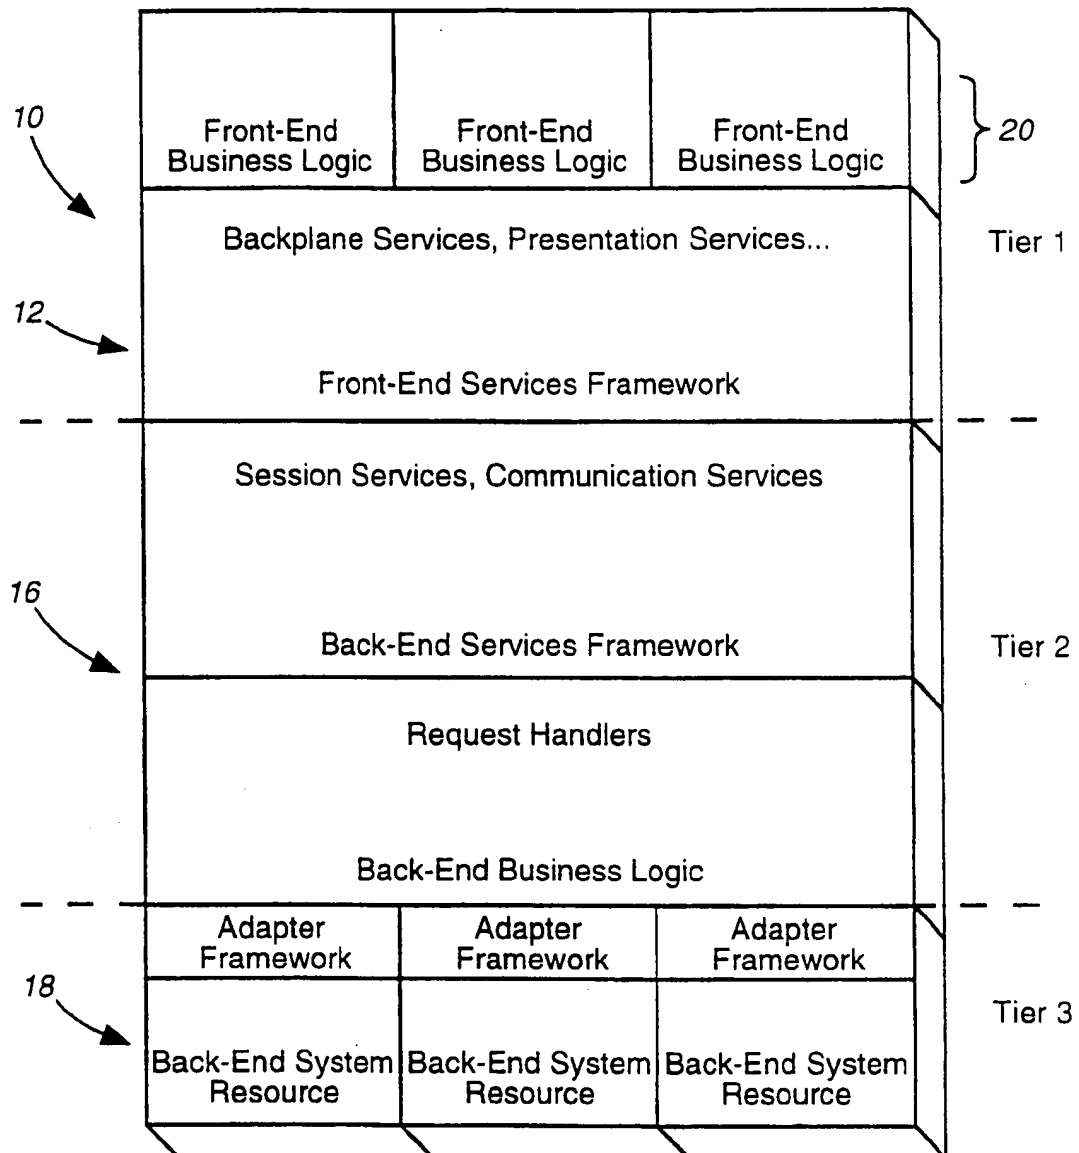 10
Front-End
Business Logic
Front-End
Business Logic
Front-End
Business Logic
20
Backplane Services, Presentation Services...
Tier 1
12
Front-End Services Framework
Session Services, Communication Services
16
Back-End Services Framework
Tier 2
Request Handlers
Back-End Business Logic
Adapter
Framework
Adapter
Framework
Adapter
Framework
18
Tier 3
Back-End System
Resource
Back-End System
Resource
Back-End System
Resource